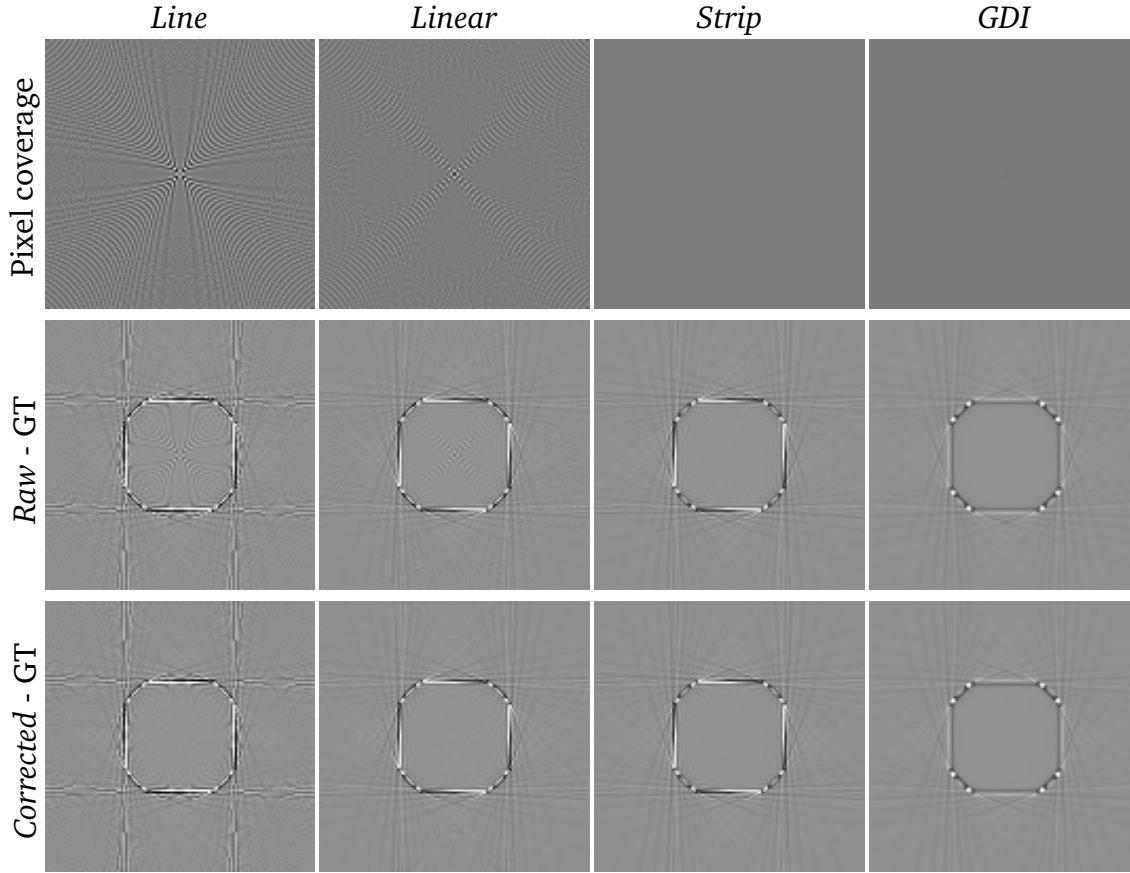 Line
Linear
Strip
GDI
Pixel coverage
Raw - GT
Corrected - GT